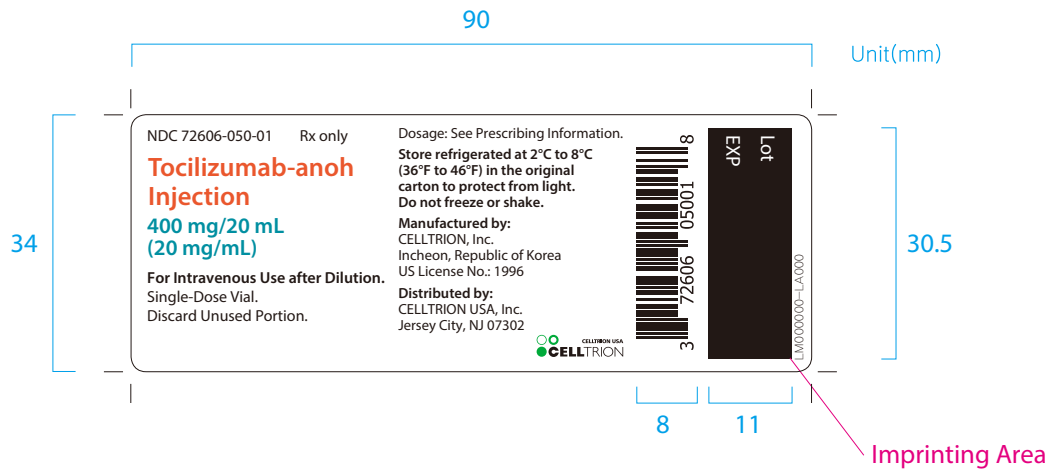 90
Unit(mm)
NDC 72606-050-01 Rx only
Tocilizumab-anoh
Injection
400 mg/20 mL
(20 mg/mL)
For Intravenous Use after Dilution.
Single-Dose Vial.
Discard Unused Portion.
Dosage: See Prescribing Information.
Store refrigerated at 2°C to 8°C
(36°F to 46°F) in the original
carton to protect from light.
Do not freeze or shake.
Manufactured by:
CELLTRION, Inc.
Incheon, Republic of Korea
US License No.: 1996
Distributed by:
CELLTRION USA, Inc.
Jersey City, NJ 07302
CELLTRION USA
CELLTRION
3 72606 05001 8
Lot
EXP
LM000000-LA000
34
30.5
8
11
Imprinting Area